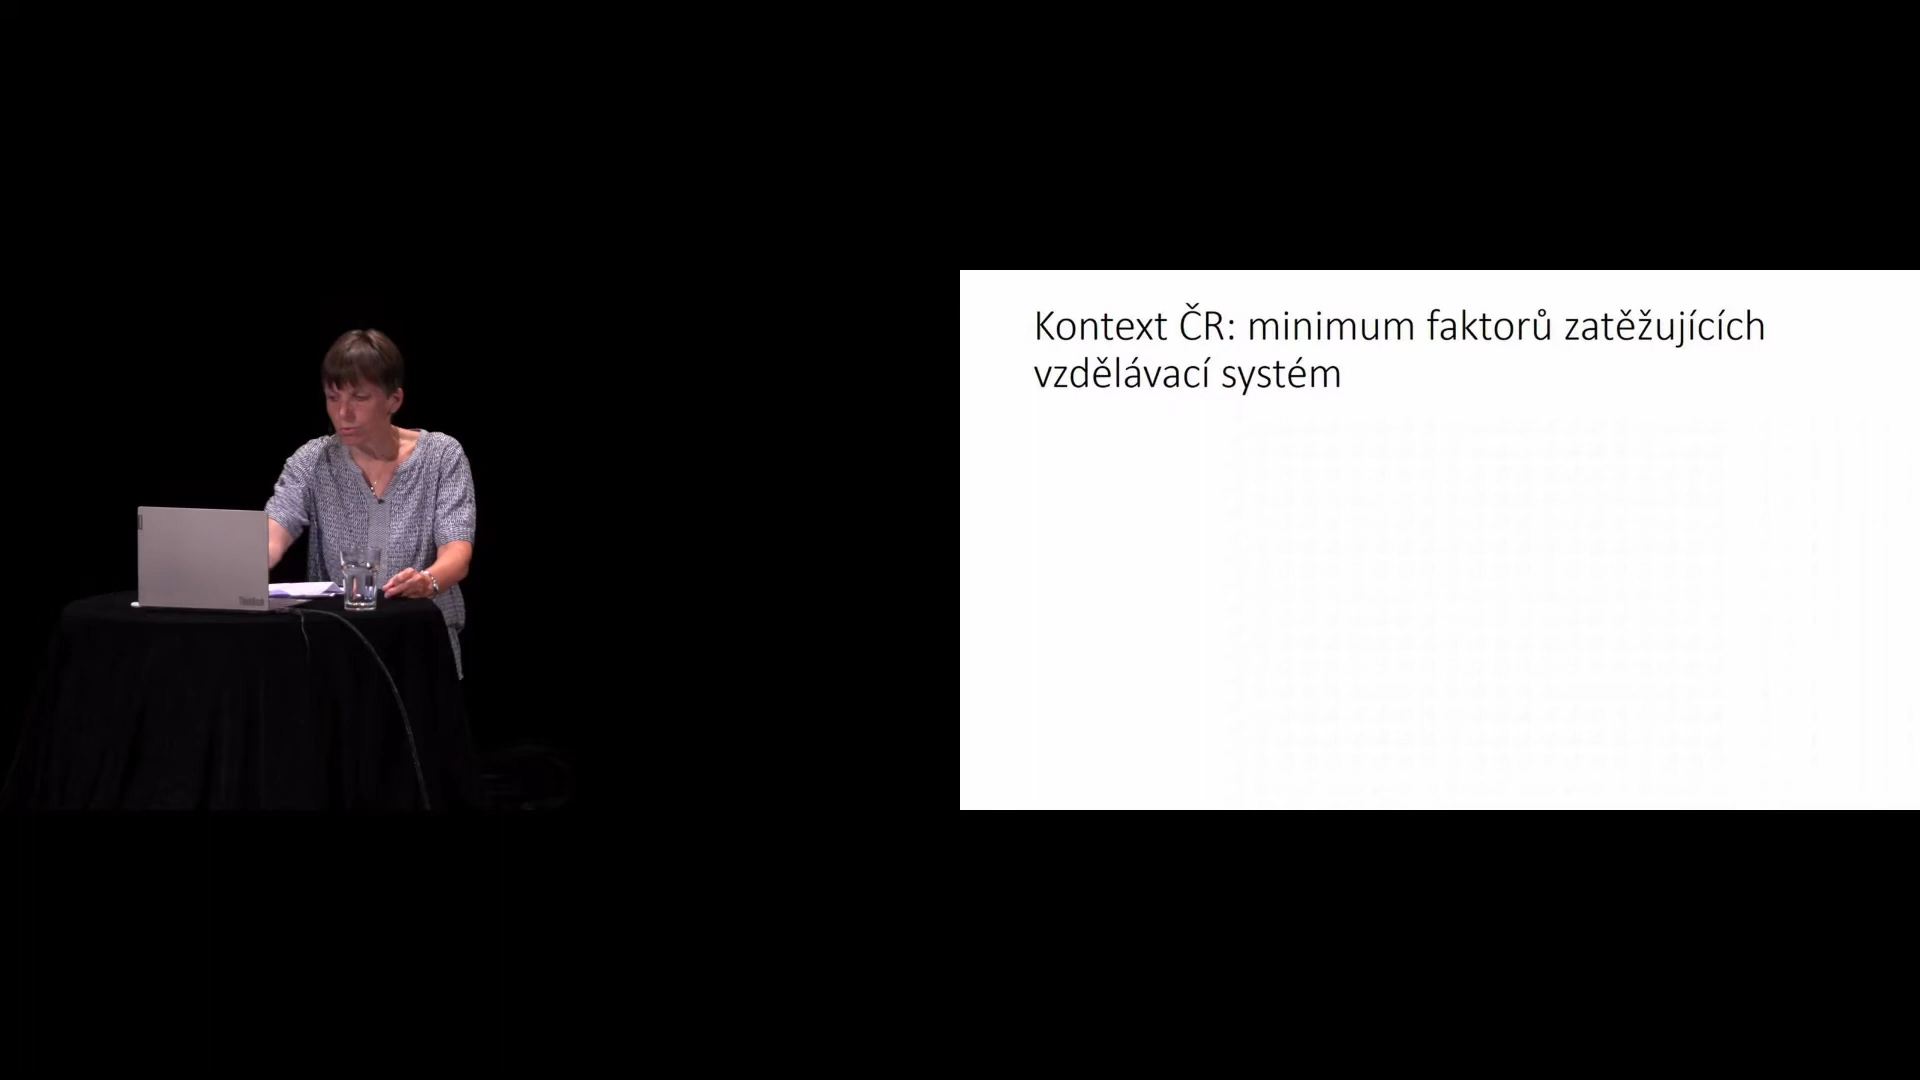 Kontext ČR: minimum faktorů zatěžujících
vzdělávací systém